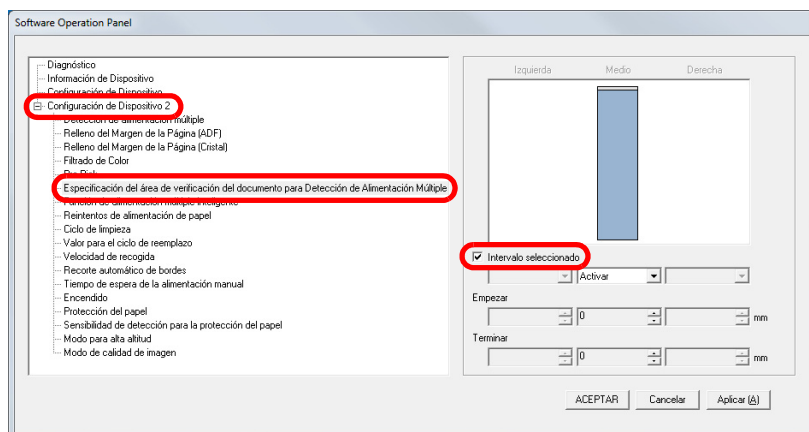 Software Operation Panel
Diagnóstico
Información de Dispositivo
Configuración de Dispositivo
Configuración de Dispositivo 2
Detección de alimentación múltiple
Relleno del Margen de la Página (ADF)
Relleno del Margen de la Página (Cristal)
Filtrado de Color
Pre-Pick
Especificación del área de verificación del documento para Detección de Alimentación Múltiple
Función de alimentación múltiple inteligente
Reintentos de alimentación de papel
Ciclo de limpieza
Valor para el ciclo de reemplazo
Velocidad de recogida
Recorte automático de bordes
Tiempo de espera de la alimentación manual
Encendido
Protección del papel
Sensibilidad de detección para la protección del papel
Modo para alta altitud
Modo de calidad de imagen
Izquierda Medio Derecha
Intervalo seleccionado
Activar
Empezar
0 mm
Terminar
0 mm
ACEPTAR Cancelar Aplicar (A)